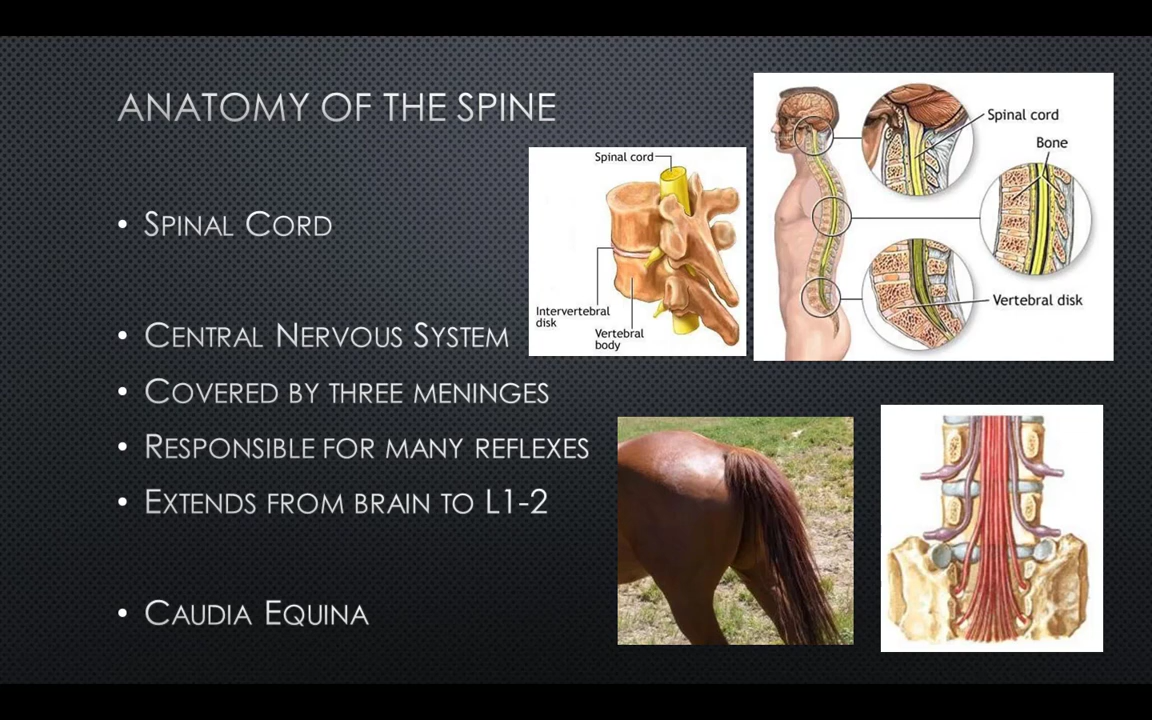 ANATOMY OF THE SPINE
• SPINAL CORD
• CENTRAL NERVOUS SYSTEM
• COVERED BY THREE MENINGES
• RESPONSIBLE FOR MANY REFLEXES
• EXTENDS FROM BRAIN TO L1-2
• CAUDIA EQUINA
Spinal cord
Intervertebral
disk
Vertebral
body
Spinal cord
Bone
Vertebral disk